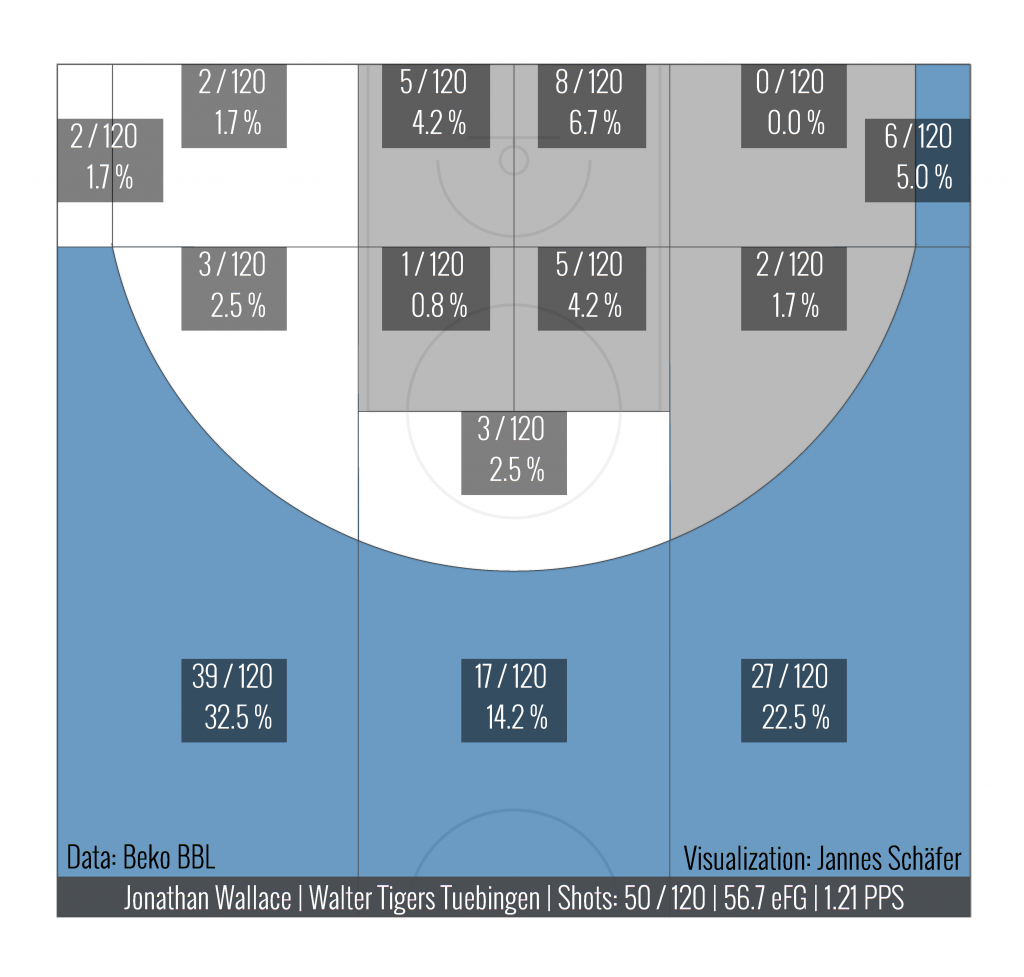 2 / 120
1.7 %
5 / 120
4.2 %
8 / 120
6.7 %
0 / 120
0.0 %
2 / 120
1.7 %
6 / 120
5.0 %
3 / 120
2.5 %
1 / 120
0.8 %
5 / 120
4.2 %
2 / 120
1.7 %
3 / 120
2.5 %
39 / 120
32.5 %
17 / 120
14.2 %
27 / 120
22.5 %
Data: Beko BBL
Visualization: Jannes Schäfer
Jonathan Wallace | Walter Tigers Tuebingen | Shots: 50 / 120 | 56.7 eFG | 1.21 PPS